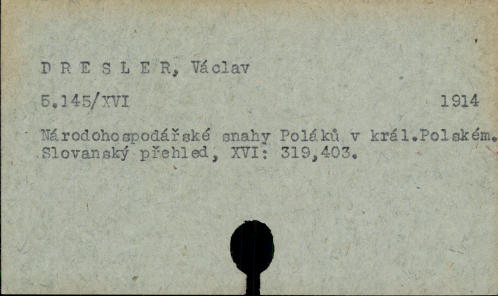 D R E S L E R, Václav
5.145/XVI 1914
Národohospodářské snahy Poláků v král.Polském.
Slovanský přehled, XVI: 319,403.